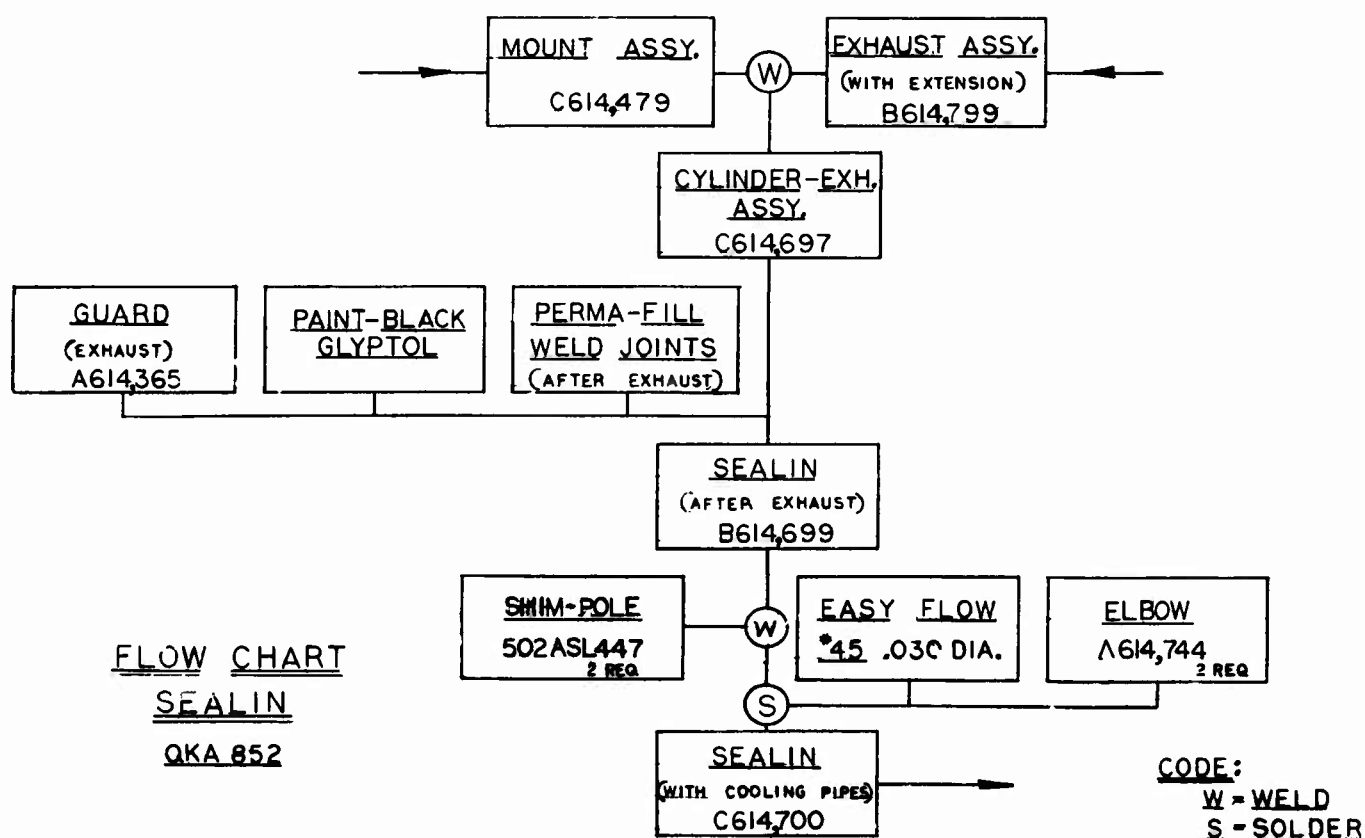 MOUNT ASSY.
C614,479
W
EXHAUST ASSY.
(WITH EXTENSION)
B614,799
CYLINDER-EXH.
ASSY.
C614,697
GUARD
(EXHAUST)
A614,365
PAINT-BLACK
GLYPTOL
PERMA-FILL
WELD JOINTS
(AFTER EXHAUST)
SEALIN
(AFTER EXHAUST)
B614,699
SHIM-POLE
502ASL447
2 REQ
W
EASY FLOW
#45 .030 DIA.
ELBOW
A614,744
2 REQ
S
SEALIN
(WITH COOLING PIPES)
C614,700
FLOW CHART
SEALIN
QKA 852
CODE:
W = WELD
S = SOLDER